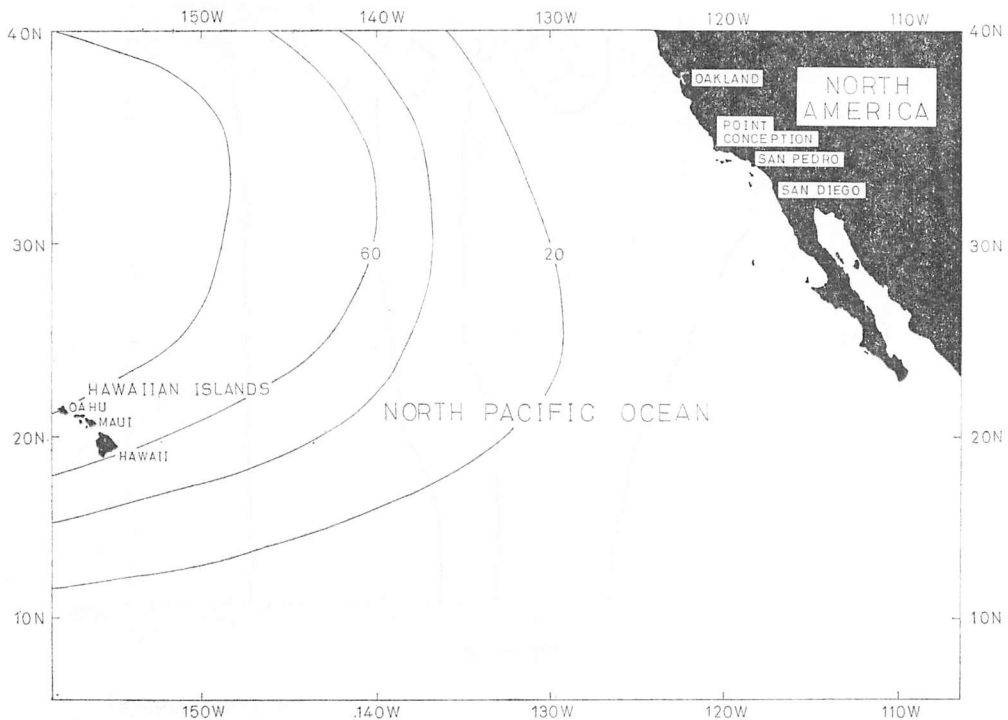 150W 140W 130W 120W 110W
40N 40N
OAKLAND
NORTH
AMERICA
POINT
CONCEPTION
SAN PEDRO
SAN DIEGO
30N 60 20 30N
HAWAIIAN ISLANDS
OAHU
MAUI
NORTH PACIFIC OCEAN
20N 20N
HAWAII
10N 10N
150W 140W 130W 120W 110W